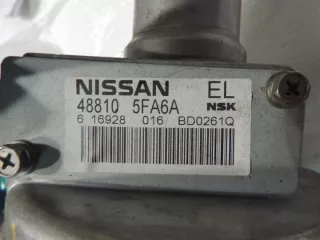 NISSAN EL
48810 5FA6A NSK
6 16928 016 BD0261Q